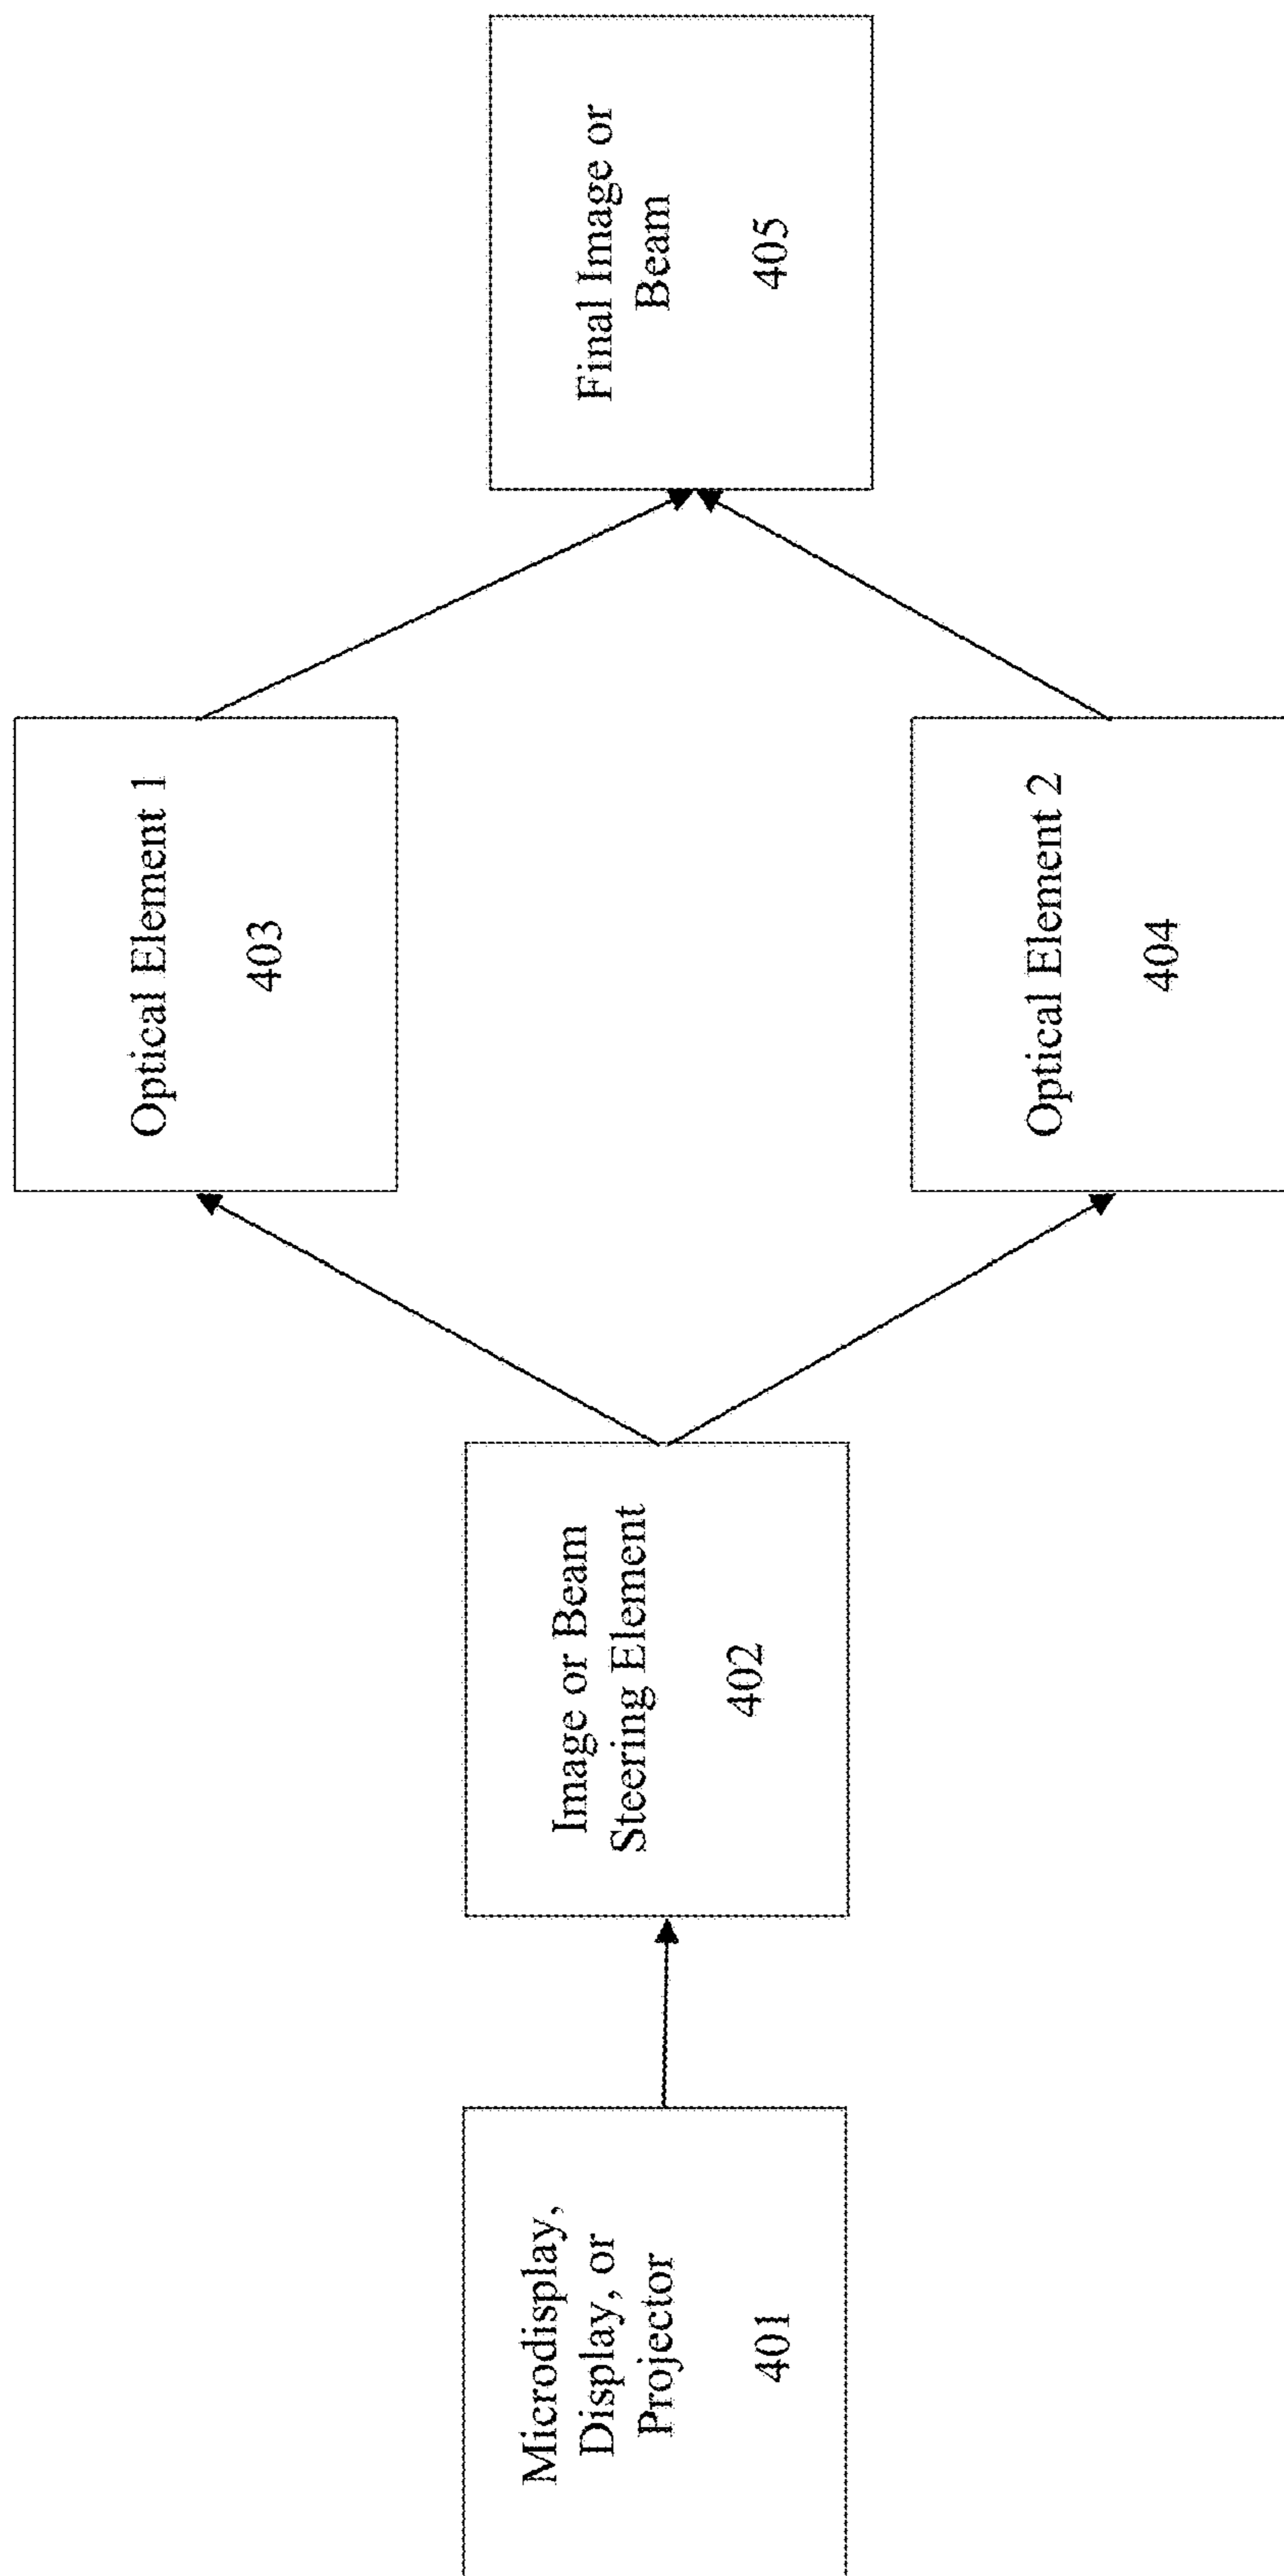 Microdisplay,
Display, or
Projector
401
Image or Beam
Steering Element
402
Optical Element 1
403
Optical Element 2
404
Final Image or
Beam
405